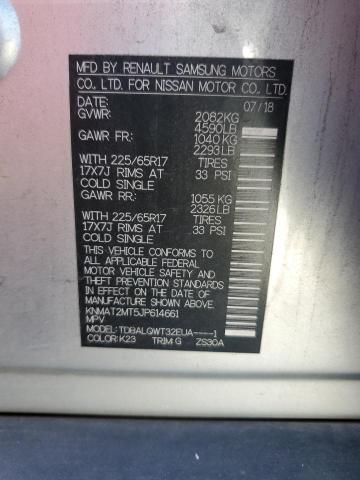 MFD BY RENAULT SAMSUNG MOTORS
CO., LTD. FOR NISSAN MOTOR CO., LTD.
DATE: 07/18
GVWR: 2082KG
4590LB
GAWR FR: 1040 KG
2293LB
WITH 225/65R17 TIRES
17X7J RIMS AT 33 PSI
COLD SINGLE
GAWR RR: 1055 KG
2326LB
WITH 225/65R17 TIRES
17X7J RIMS AT 33 PSI
COLD SINGLE
THIS VEHICLE CONFORMS TO
ALL APPLICABLE FEDERAL
MOTOR VEHICLE SAFETY AND
THEFT PREVENTION STANDARDS
IN EFFECT ON THE DATE OF
MANUFACTURE SHOWN ABOVE.
KNMAT2MT5JP614661
MPV
MODEL: TDBALQWT32EUA----1
COLOR: K23 TRIM: G ZS30A